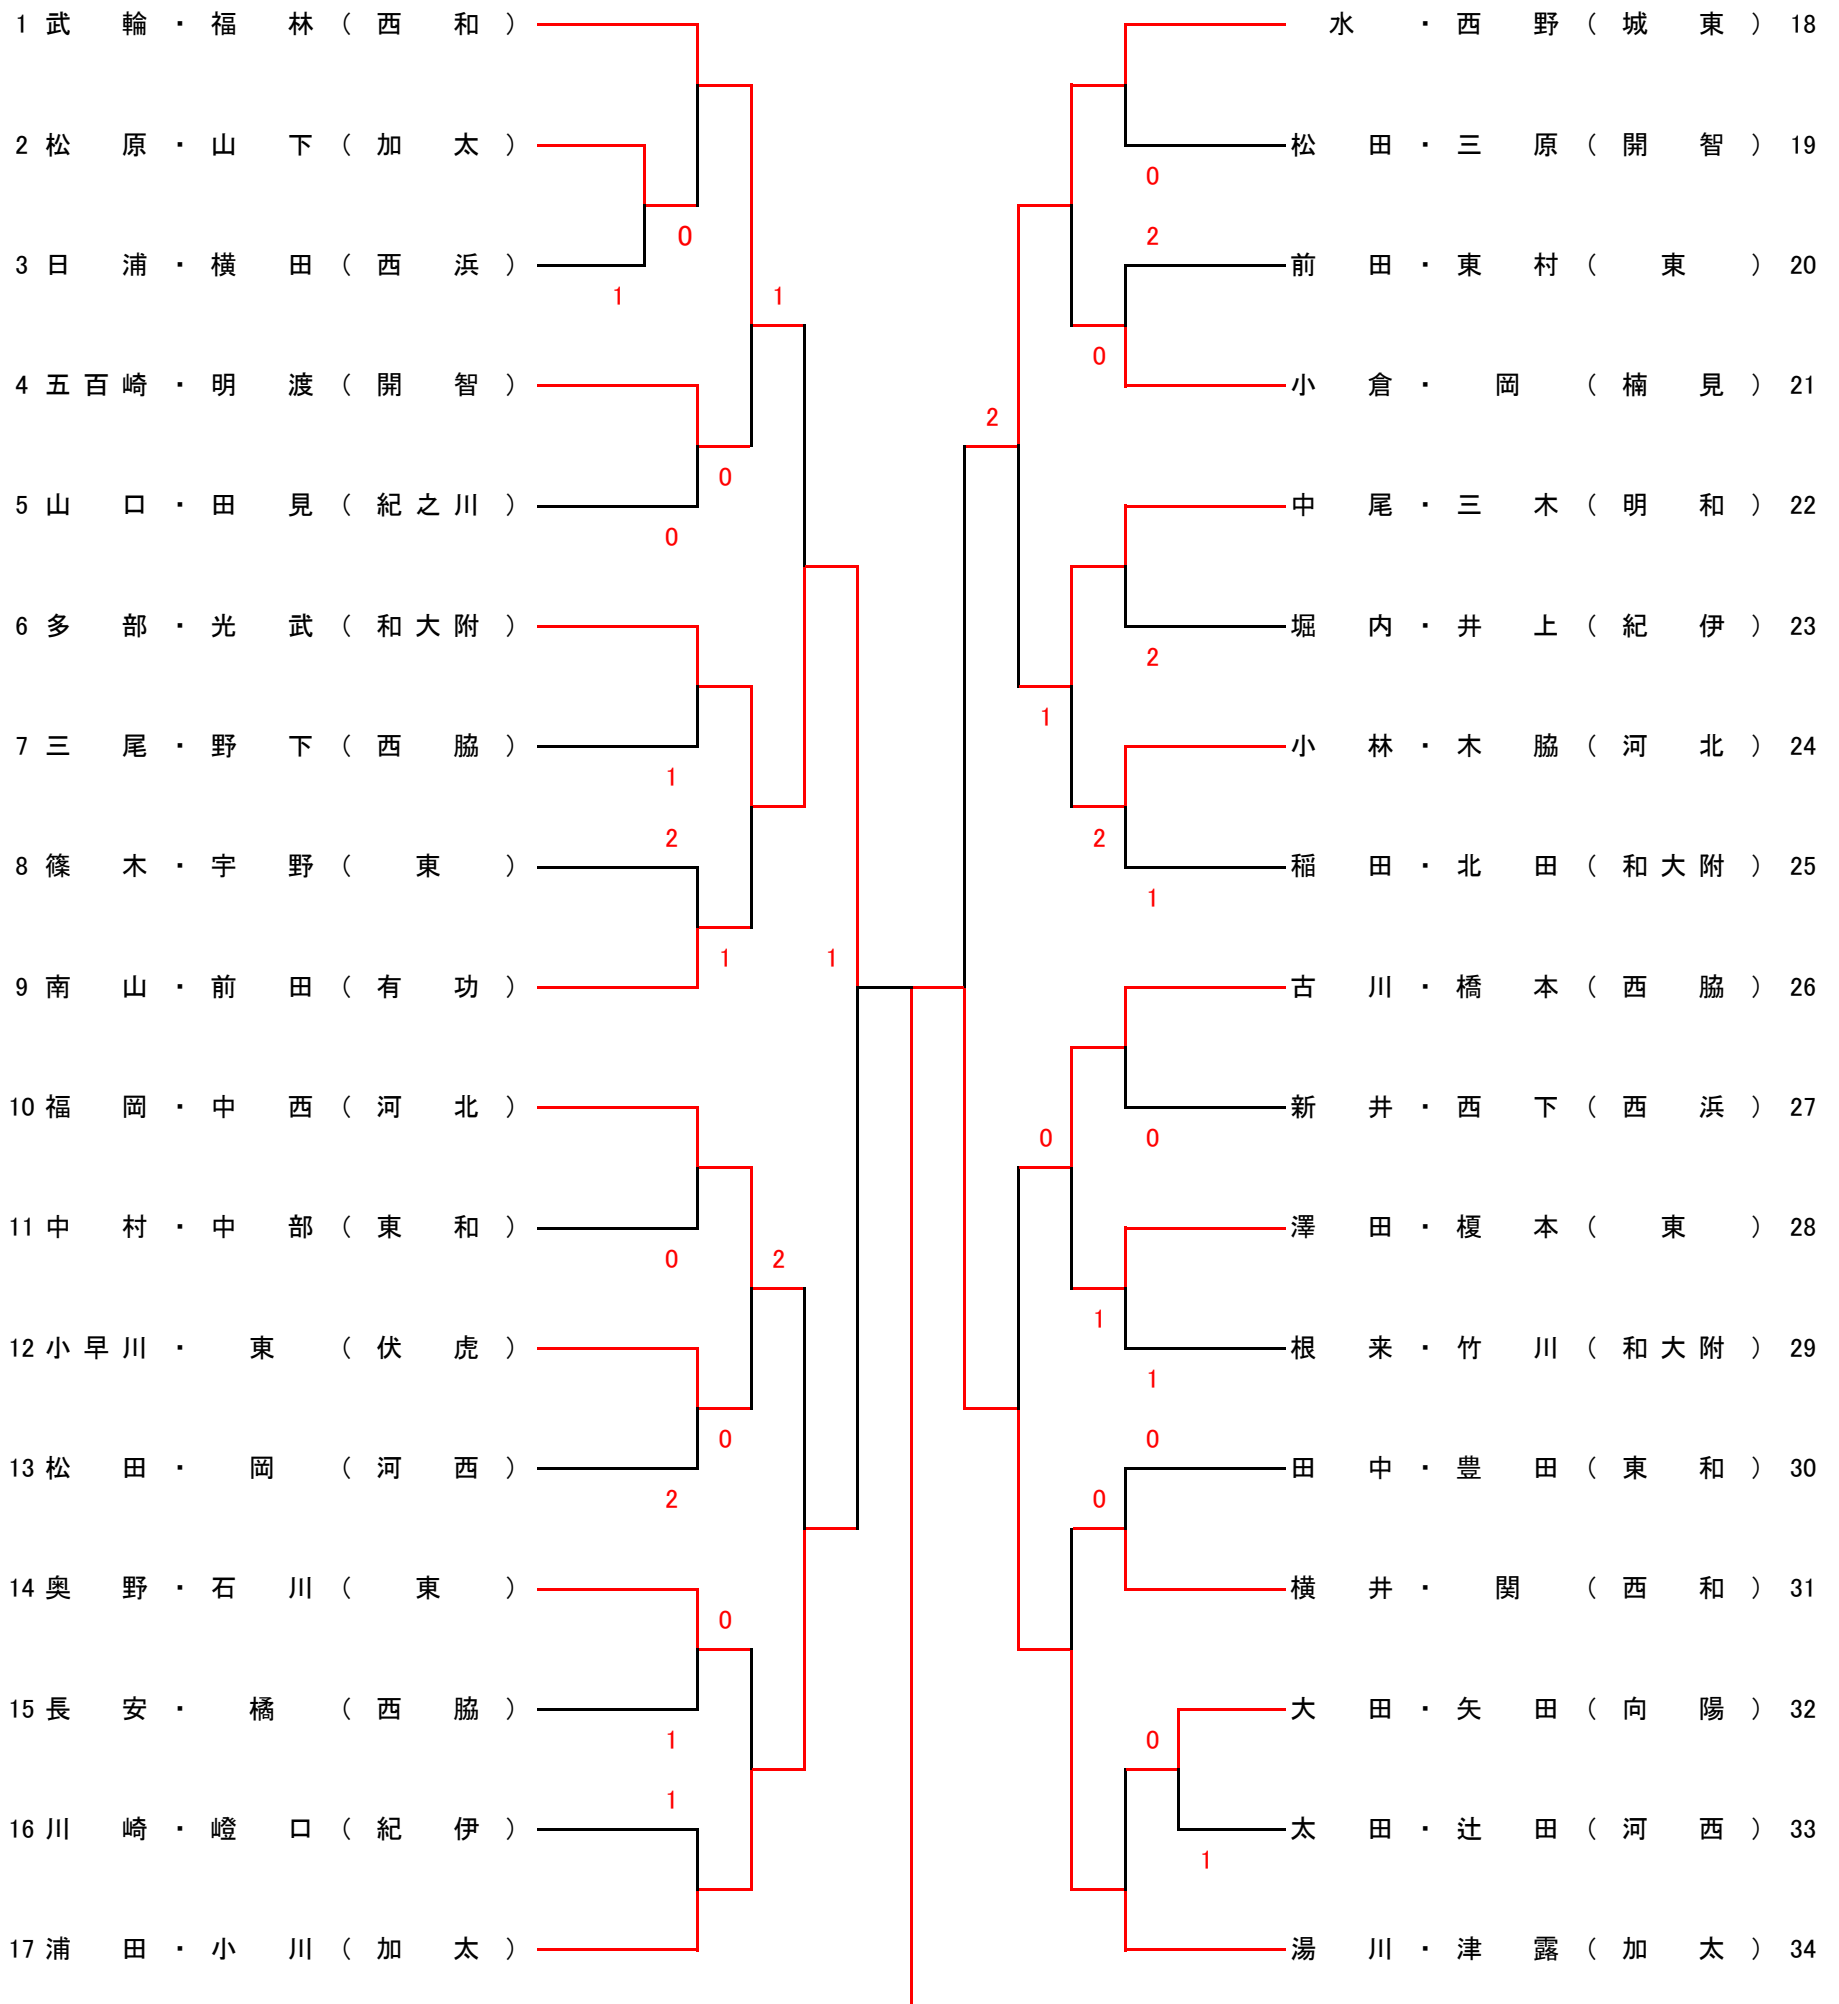 1 武輪・福林（西和）
2 松原・山下（加太）
0
3 日浦・横田（西浜）
1
1
4 五百崎・明渡（開智）
0
5 山口・田見（紀之川）
0
6 多部・光武（和大附）
7 三尾・野下（西脇）
1
2
8 篠木・宇野（東）
1
1
9 南山・前田（有功）
10 福岡・中西（河北）
11 中村・中部（東和）
0
2
12 小早川・東（伏虎）
0
13 松田・岡（河西）
2
14 奥野・石川（東）
0
15 長安・橘（西脇）
1
1
16 川崎・嶝口（紀伊）
17 浦田・小川（加太）
水・西野（城東）18
松田・三原（開智）19
0
2
前田・東村（東）20
0
小倉・岡（楠見）21
2
中尾・三木（明和）22
堀内・井上（紀伊）23
2
1
小林・木脇（河北）24
2
稲田・北田（和大附）25
1
古川・橋本（西脇）26
新井・西下（西浜）27
0
0
澤田・榎本（東）28
1
根来・竹川（和大附）29
1
0
田中・豊田（東和）30
0
横井・関（西和）31
大田・矢田（向陽）32
0
太田・辻田（河西）33
1
湯川・津露（加太）34